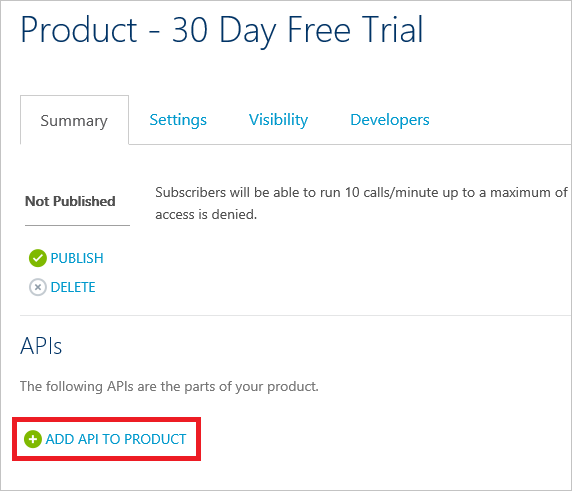 Product - 30 Day Free Trial
Summary
Settings
Visibility
Developers
Not Published
Subscribers will be able to run 10 calls/minute up to a maximum of
access is denied.
PUBLISH
DELETE
APIs
The following APIs are the parts of your product.
ADD API TO PRODUCT